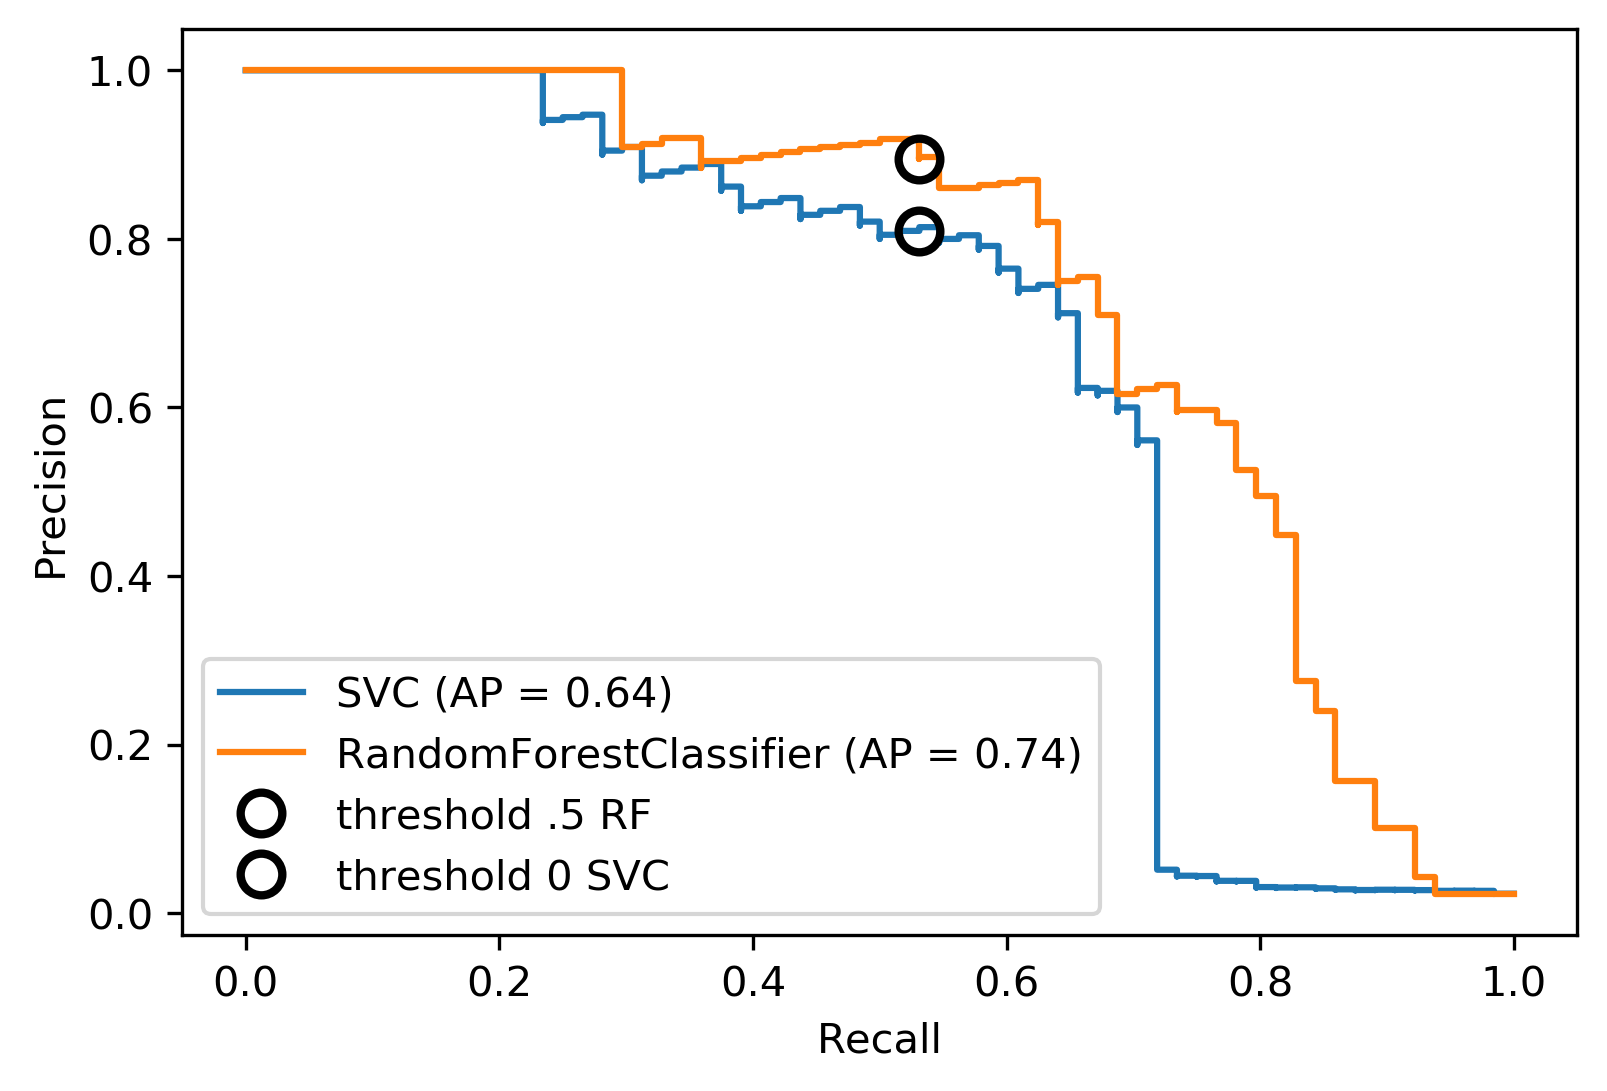 1.0
0.8
0.6
0.4
0.2
0.0
Precision
SVC (AP = 0.64)
RandomForestClassifier (AP = 0.74)
threshold .5 RF
threshold 0 SVC
0.0 0.2 0.4 0.6 0.8 1.0
Recall